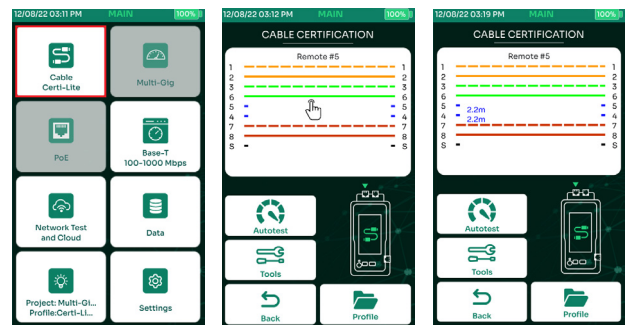 12/08/22 03:11 PM MAIN 100%
Cable
Certi-Lite
Multi-Gig
PoE
Base-T
100-1000 Mbps
Network Test
and Cloud
Data
Project: Multi-Gi...
Profile:Certi-Li...
Settings
12/08/22 03:12 PM MAIN 100%
CABLE CERTIFICATION
Remote #5
1 1
2 2
3 3
6 6
5 5
4 4
7 7
8 8
S S
Autotest
Tools
Back
Profile
12/08/22 03:19 PM MAIN 100%
CABLE CERTIFICATION
Remote #5
1 1
2 2
3 3
6 6
5 2.2m 5
4 2.2m 4
7 7
8 8
S S
Autotest
Tools
Back
Profile